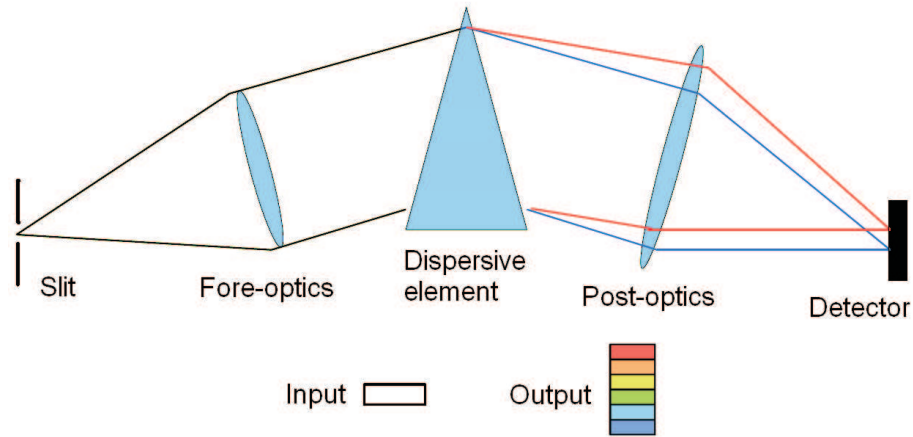 Slit
Fore-optics
Dispersive
element
Post-optics
Detector
Input
Output